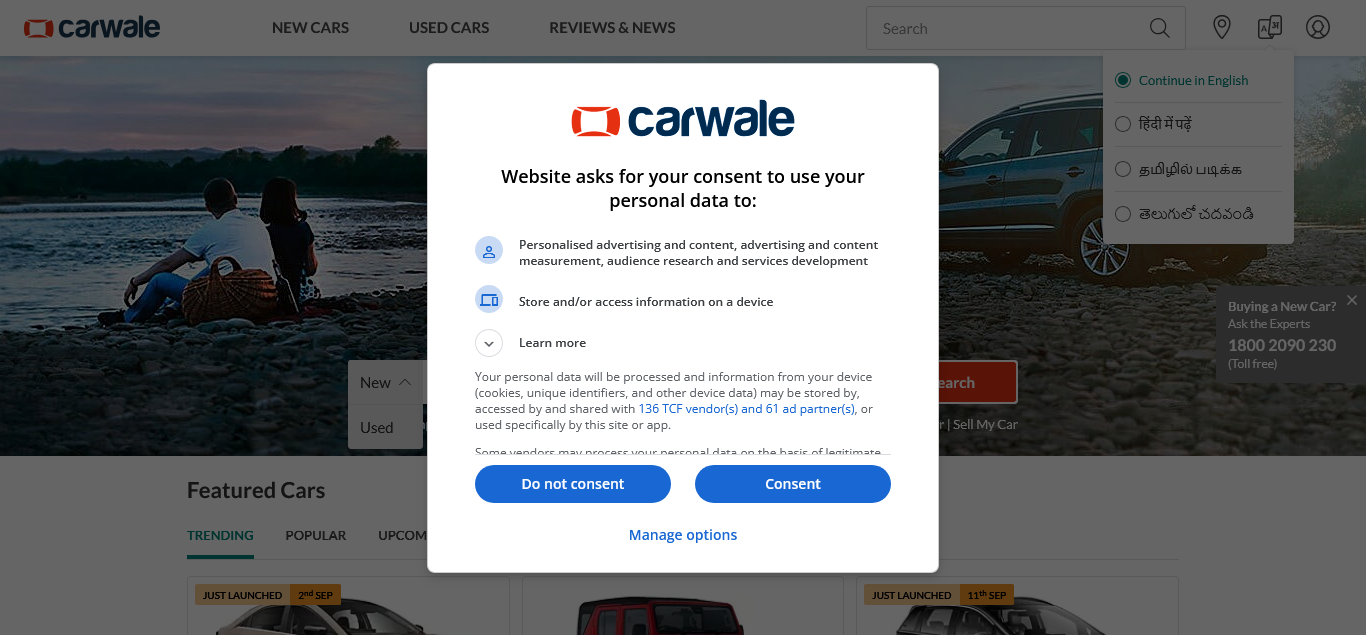 carwale
NEW CARS
USED CARS
REVIEWS & NEWS
Search
Continue in English
हिंदी में पढ़ें
தமிழில் படிக்க
తెలుగులో చదవండి
carwale
Website asks for your consent to use your
personal data to:
Personalised advertising and content, advertising and content
measurement, audience research and services development
Store and/or access information on a device
Learn more
Your personal data will be processed and information from your device
(cookies, unique identifiers, and other device data) may be stored by,
accessed by and shared with 136 TCF vendor(s) and 61 ad partner(s), or
used specifically by this site or app.
Some vendors may process your personal data on the basis of legitimate
Do not consent
Consent
Manage options
Buying a New Car?
Ask the Experts
1800 2090 230
(Toll free)
New
earch
Used
r | Sell My Car
Featured Cars
TRENDING
POPULAR
UPCOM
JUST LAUNCHED 2nd SEP
JUST LAUNCHED 11th SEP